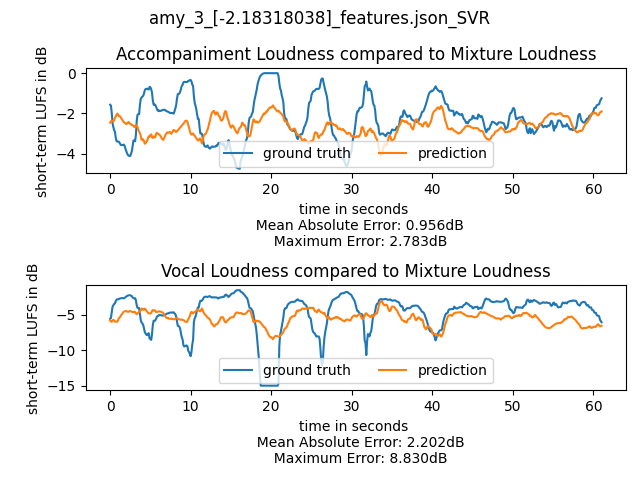 amy_3_[-2.18318038]_features.json_SVR
Accompaniment Loudness compared to Mixture Loudness
short-term LUFS in dB
0
−2
−4
ground truth prediction
0 10 20 30 40 50 60
time in seconds
Mean Absolute Error: 0.956dB
Maximum Error: 2.783dB
Vocal Loudness compared to Mixture Loudness
short-term LUFS in dB
−5
−10
−15
ground truth prediction
0 10 20 30 40 50 60
time in seconds
Mean Absolute Error: 2.202dB
Maximum Error: 8.830dB